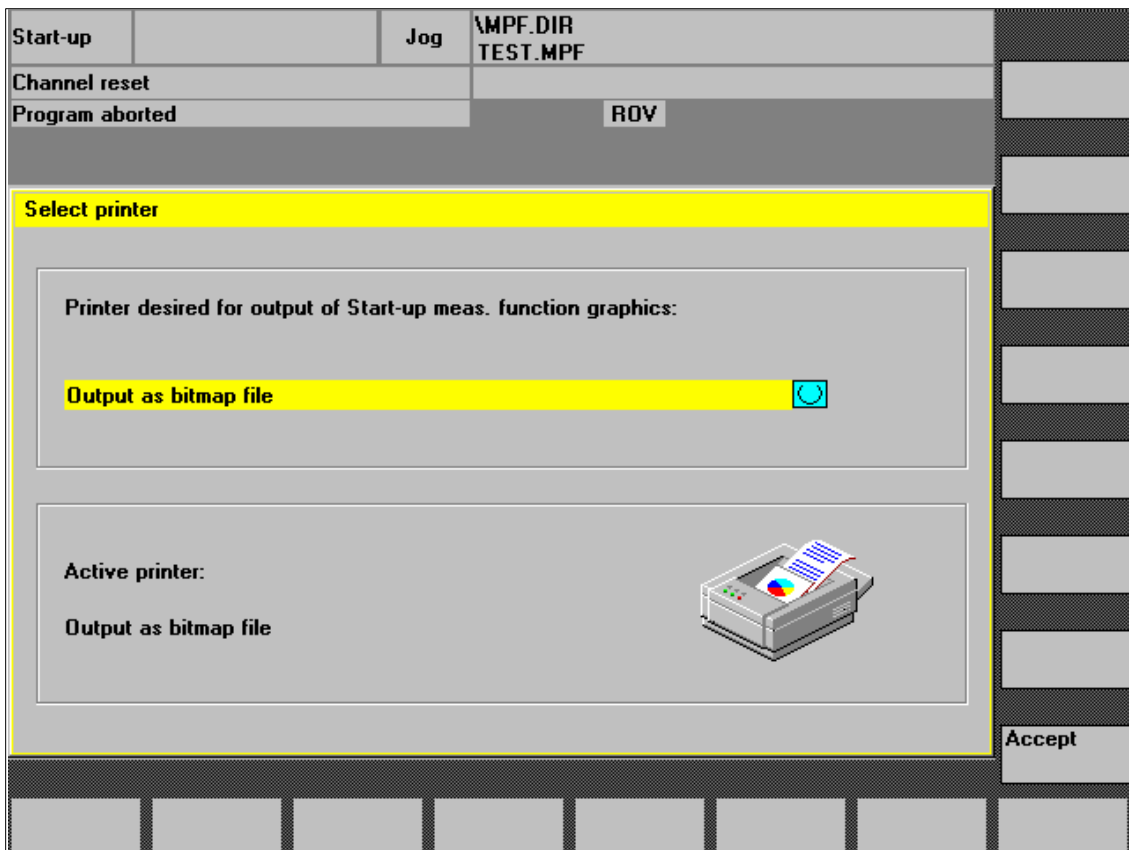 Start-up
Jog
\MPF.DIR
TEST.MPF
Channel reset
Program aborted
ROV
Select printer
Printer desired for output of Start-up meas. function graphics:
Output as bitmap file
Active printer:
Output as bitmap file
Accept